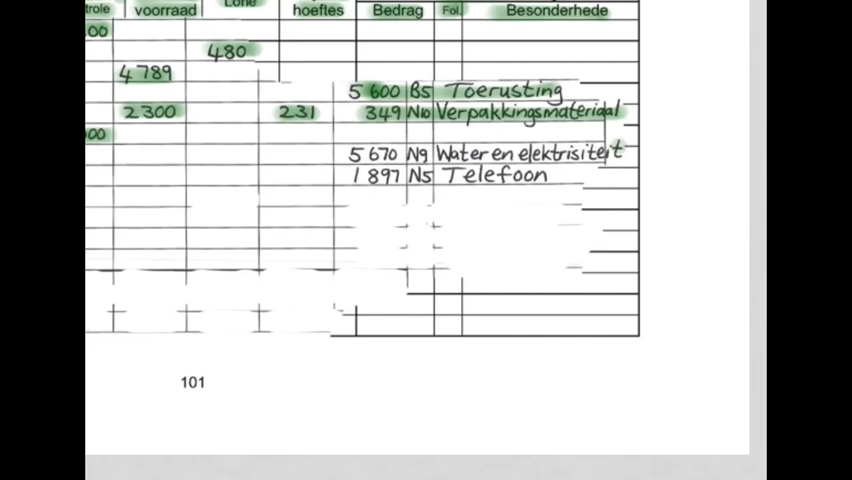 trole voorraad Lone hoeftes Bedrag Fol. Besonderhede
00
480
4 789
5 600 B5 Toerusting
2 300 231 349 N10 Verpakkingsmateriaal
00
5 670 N9 Water en elektrisiteit
1 897 N5 Telefoon
101